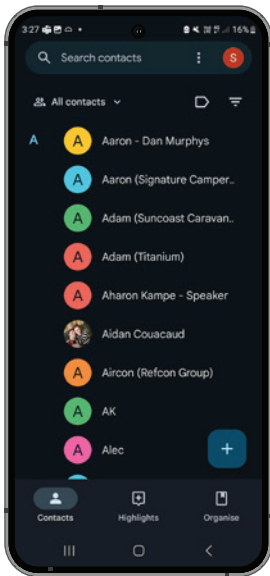 3:27
16%
Search contacts
S
All contacts
A
A Aaron - Dan Murphys
A Aaron (Signature Camper..
A Adam (Suncoast Caravan..
A Adam (Titanium)
A Aharon Kampe - Speaker
Aidan Couacaud
A Aircon (Refcon Group)
A AK
A Alec
+
Contacts Highlights Organise